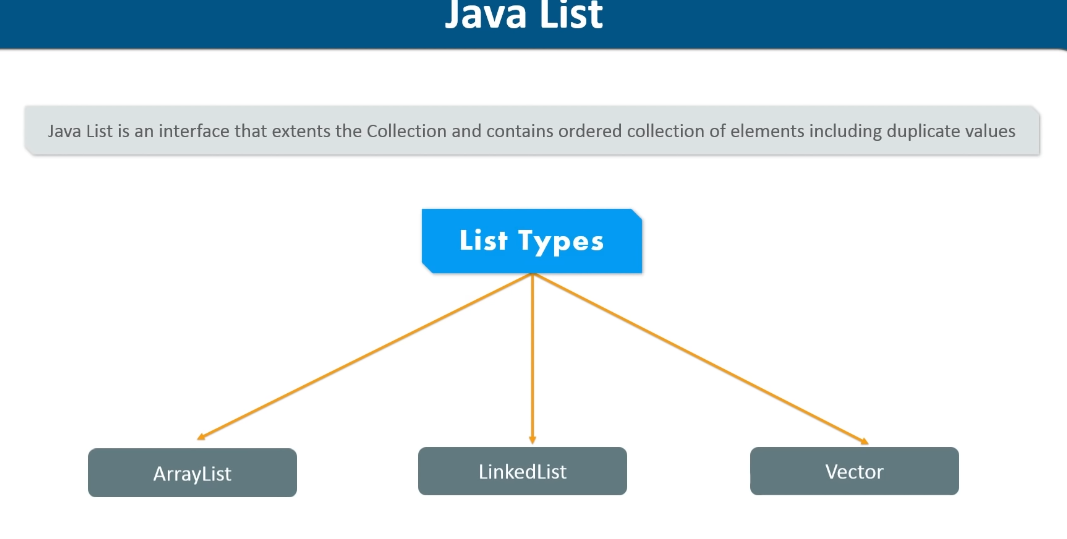 Java List
Java List is an interface that extents the Collection and contains ordered collection of elements including duplicate values
List Types
ArrayList
LinkedList
Vector